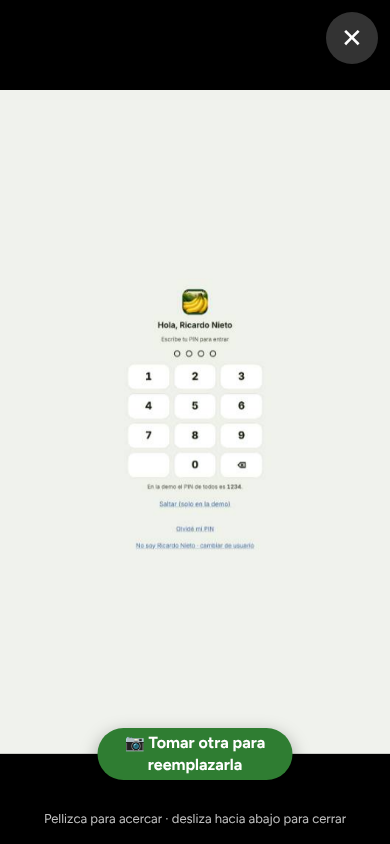 Hola, Ricardo Nieto
Escribe tu PIN para entrar
1 2 3
4 5 6
7 8 9
0
En la demo el PIN de todos es 1234.
Saltar (solo en la demo)
Olvidé mi PIN
No soy Ricardo Nieto · cambiar de usuario
Tomar otra para
reemplazarla
Pellizca para acercar · desliza hacia abajo para cerrar